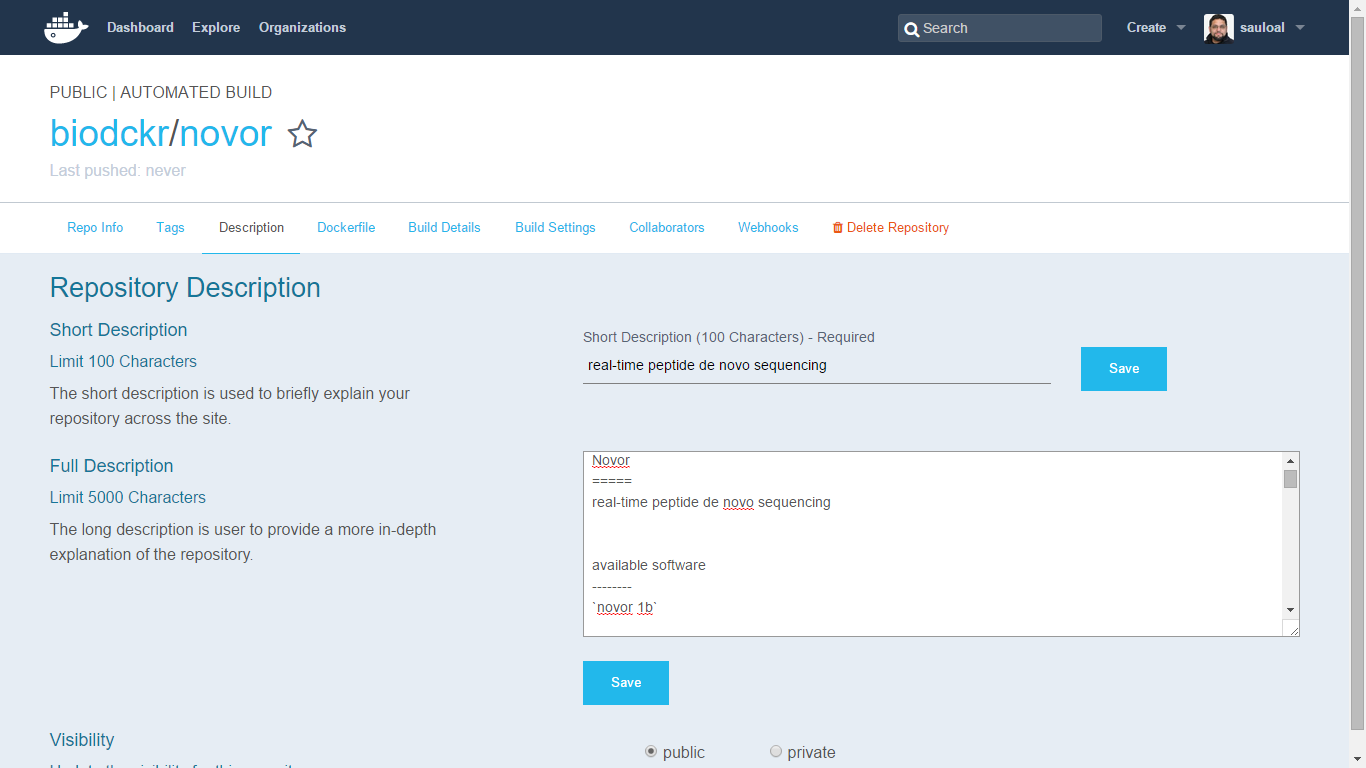 Dashboard Explore Organizations Search Create sauloal
PUBLIC | AUTOMATED BUILD
biodckr/novor
Last pushed: never
Repo Info Tags Description Dockerfile Build Details Build Settings Collaborators Webhooks Delete Repository
Repository Description
Short Description
Limit 100 Characters
The short description is used to briefly explain your
repository across the site.
Short Description (100 Characters) - Required
real-time peptide de novo sequencing
Save
Full Description
Limit 5000 Characters
The long description is user to provide a more in-depth
explanation of the repository.
Novor
=====
real-time peptide de novo sequencing
available software
--------
`novor 1b`
Save
Visibility
public private